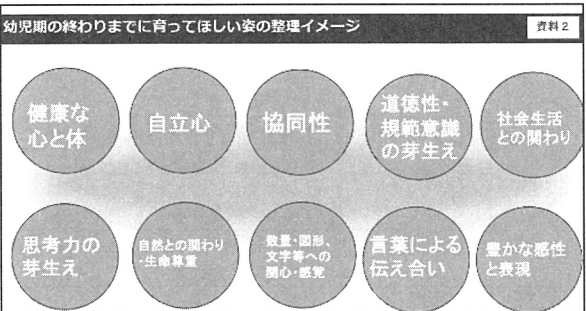 幼児期の終わりまでに育ってほしい姿の整理イメージ
資料2
健康な
心と体
自立心
協同性
道徳性・
規範意識
の芽生え
社会生活
との関わり
思考力の
芽生え
自然との関わり
・生命尊重
数量・図形、
文字等への
関心・感覚
言葉による
伝え合い
豊かな感性
と表現